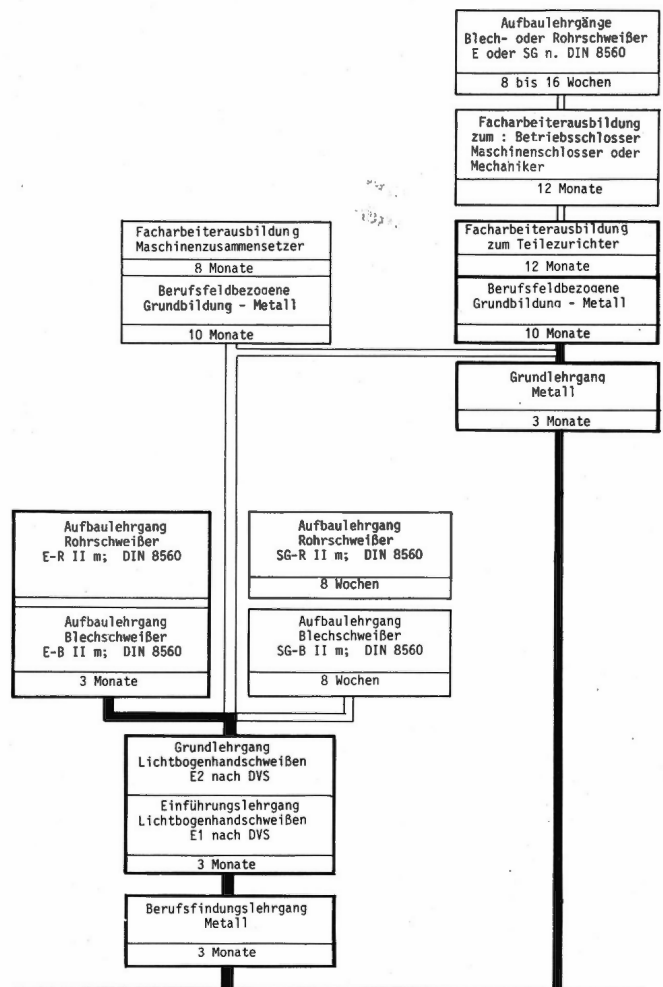 Aufbaulehrgänge
Blech- oder Rohrschweißer
E oder SG n. DIN 8560
8 bis 16 Wochen
Facharbeiterausbildung
zum : Betriebsschlosser
Maschinenschlosser oder
Mechahiker
12 Monate
Facharbeiterausbildung
zum Teilezurichter
12 Monate
Berufsfeldbezogene
Grundbildung - Metall
10 Monate
Grundlehrgang
Metall
3 Monate
Facharbeiterausbildung
Maschinenzusammensetzer
8 Monate
Berufsfeldbezogene
Grundbildung - Metall
10 Monate
Aufbaulehrgang
Rohrschweißer
E-R II m; DIN 8560
Aufbaulehrgang
Blechschweißer
E-B II m; DIN 8560
3 Monate
Aufbaulehrgang
Rohrschweißer
SG-R II m; DIN 8560
8 Wochen
Aufbaulehrgang
Blechschweißer
SG-B II m; DIN 8560
8 Wochen
Grundlehrgang
Lichtbogenhandschweißen
E2 nach DVS
Einführungslehrgang
Lichtbogenhandschweißen
E1 nach DVS
3 Monate
Berufsfindungslehrgang
Metall
3 Monate